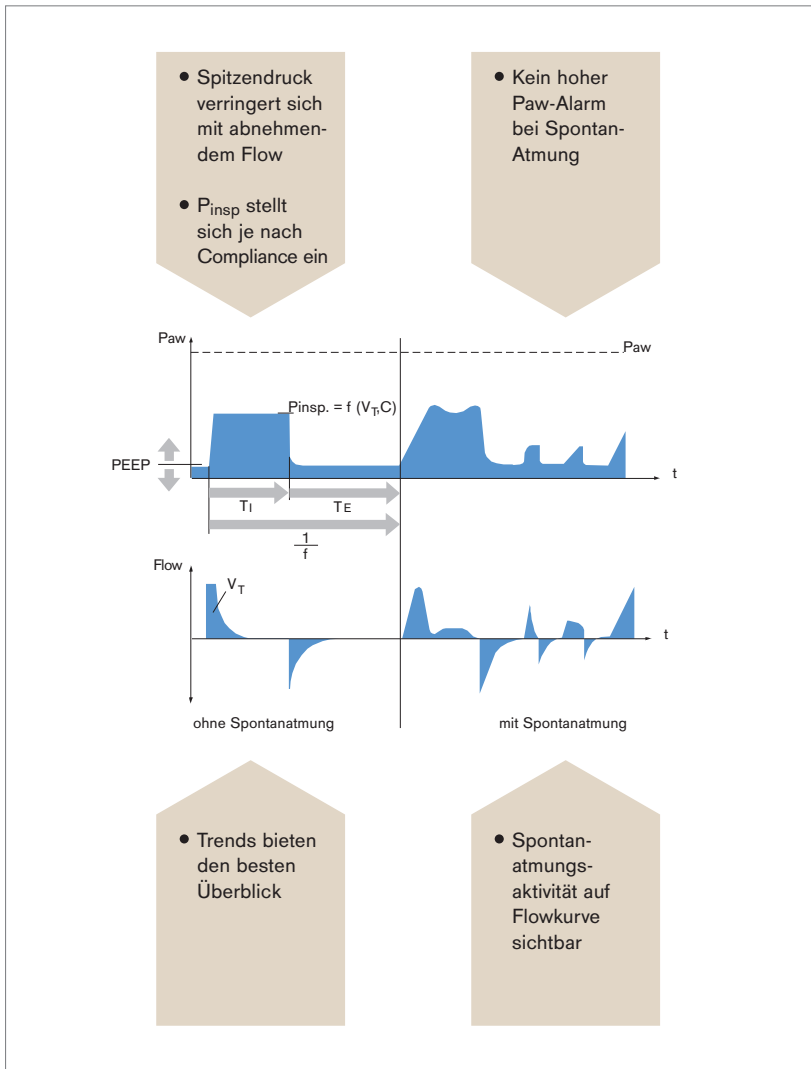 • Spitzendruck
verringert sich
mit abnehmen-
dem Flow
• Pinsp stellt
sich je nach
Compliance ein
• Kein hoher
Paw-Alarm
bei Spontan-
Atmung
Paw
Paw
Pinsp. = f (VT,C)
PEEP
t
TI
TE
1
f
Flow
VT
t
ohne Spontanatmung
mit Spontanatmung
• Trends bieten
den besten
Überblick
• Spontan-
atmungs-
aktivität auf
Flowkurve
sichtbar